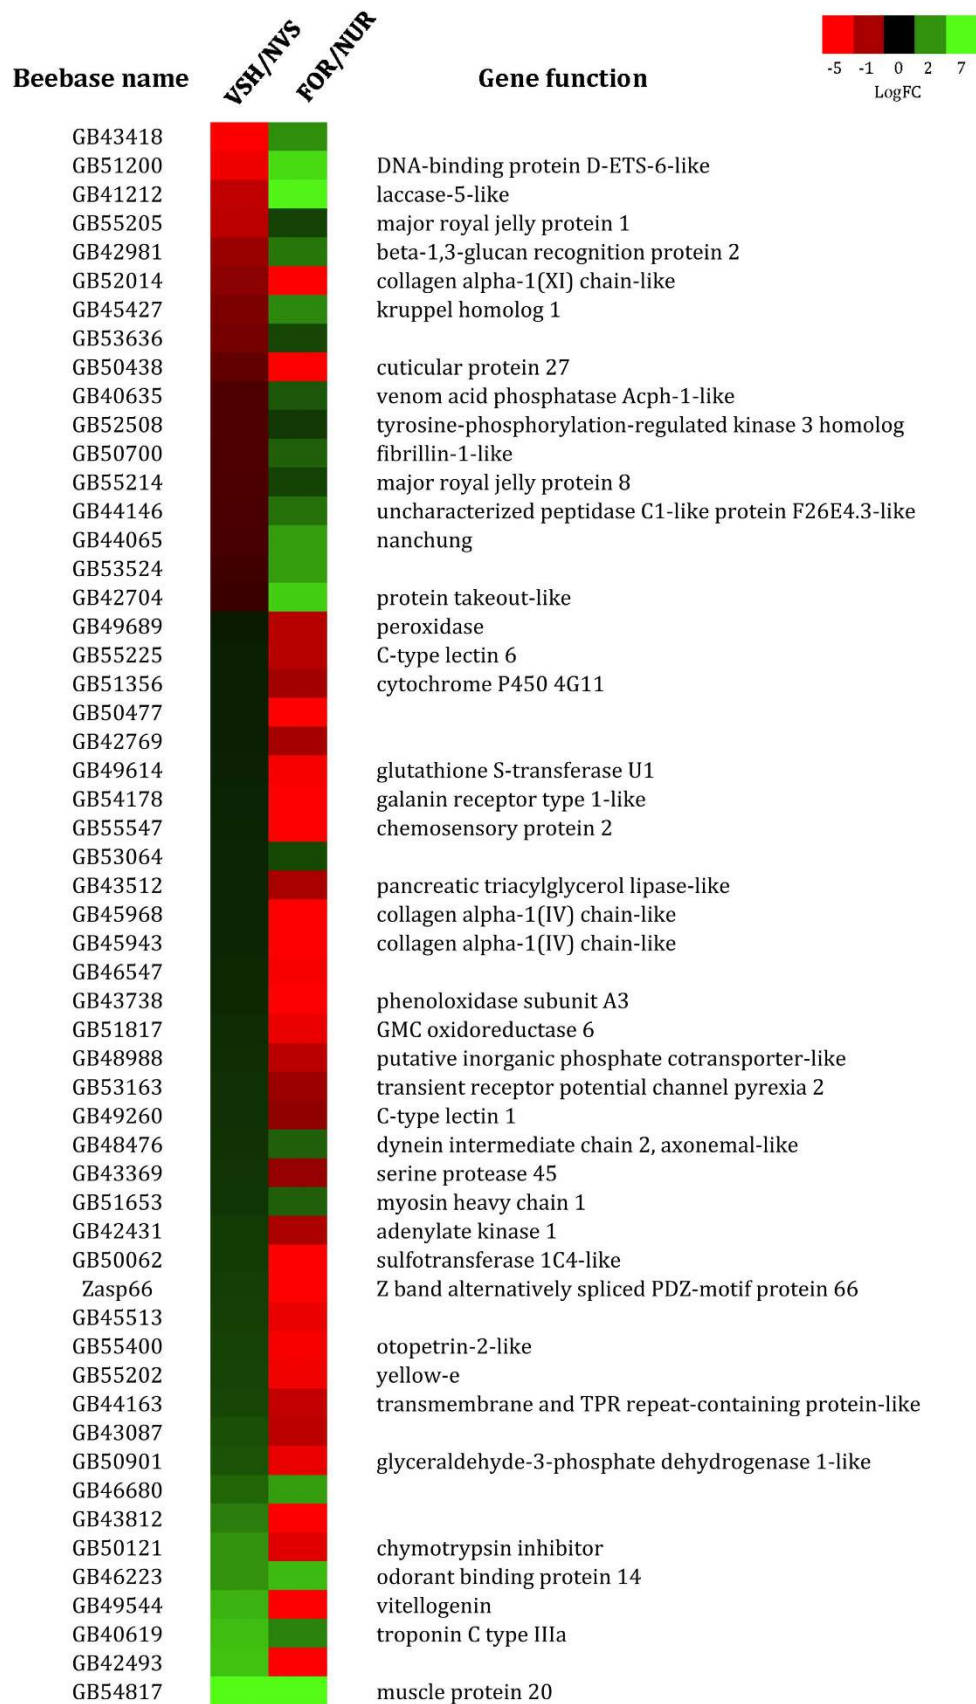 Beebase name VSH/NVS FOR/NUR Gene function
-5 -1 0 2 7
LogFC
GB43418
GB51200 DNA-binding protein D-ETS-6-like
GB41212 laccase-5-like
GB55205 major royal jelly protein 1
GB42981 beta-1,3-glucan recognition protein 2
GB52014 collagen alpha-1(XI) chain-like
GB45427 kruppel homolog 1
GB53636
GB50438 cuticular protein 27
GB40635 venom acid phosphatase Acph-1-like
GB52508 tyrosine-phosphorylation-regulated kinase 3 homolog
GB50700 fibrillin-1-like
GB55214 major royal jelly protein 8
GB44146 uncharacterized peptidase C1-like protein F26E4.3-like
GB44065 nanchung
GB53524
GB42704 protein takeout-like
GB49689 peroxidase
GB55225 C-type lectin 6
GB51356 cytochrome P450 4G11
GB50477
GB42769
GB49614 glutathione S-transferase U1
GB54178 galanin receptor type 1-like
GB55547 chemosensory protein 2
GB53064
GB43512 pancreatic triacylglycerol lipase-like
GB45968 collagen alpha-1(IV) chain-like
GB45943 collagen alpha-1(IV) chain-like
GB46547
GB43738 phenoloxidase subunit A3
GB51817 GMC oxidoreductase 6
GB48988 putative inorganic phosphate cotransporter-like
GB53163 transient receptor potential channel pyrexia 2
GB49260 C-type lectin 1
GB48476 dynein intermediate chain 2, axonemal-like
GB43369 serine protease 45
GB51653 myosin heavy chain 1
GB42431 adenylate kinase 1
GB50062 sulfotransferase 1C4-like
Zasp66 Z band alternatively spliced PDZ-motif protein 66
GB45513
GB55400 otopetrin-2-like
GB55202 yellow-e
GB44163 transmembrane and TPR repeat-containing protein-like
GB43087
GB50901 glyceraldehyde-3-phosphate dehydrogenase 1-like
GB46680
GB43812
GB50121 chymotrypsin inhibitor
GB46223 odorant binding protein 14
GB49544 vitellogenin
GB40619 troponin C type IIIa
GB42493
GB54817 muscle protein 20